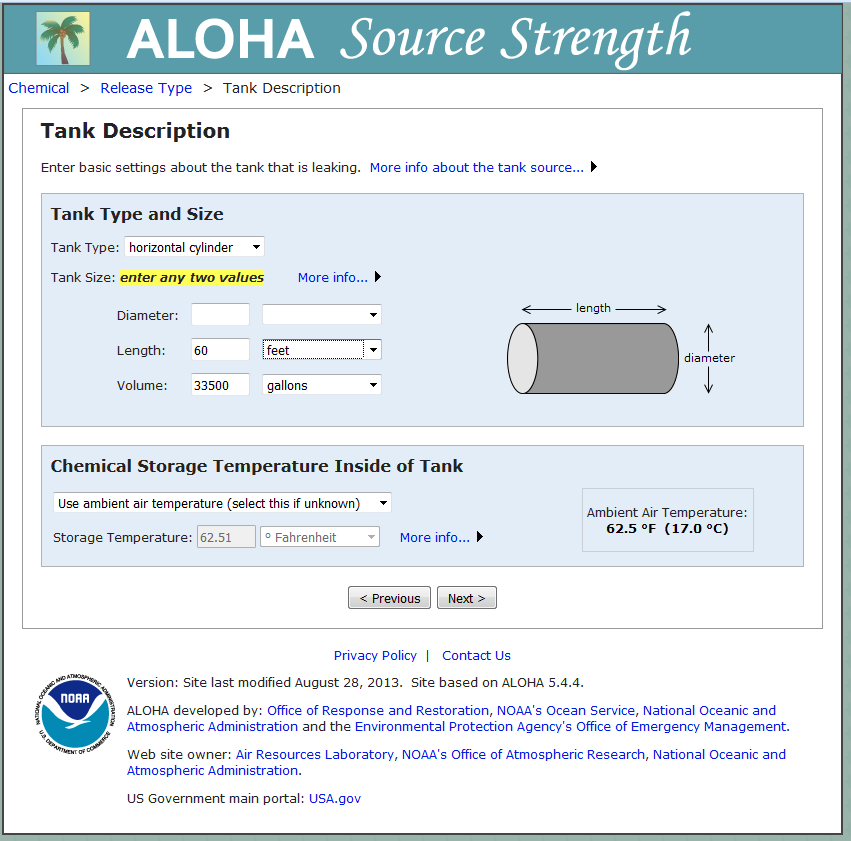 ALOHA Source Strength
Chemical > Release Type > Tank Description
Tank Description
Enter basic settings about the tank that is leaking. More info about the tank source...
Tank Type and Size
Tank Type: horizontal cylinder
Tank Size: enter any two values More info...
Diameter:
Length: 60 feet
Volume: 33500 gallons
length
diameter
Chemical Storage Temperature Inside of Tank
Use ambient air temperature (select this if unknown)
Storage Temperature: 62.51 º Fahrenheit More info...
Ambient Air Temperature:
62.5 ºF (17.0 ºC)
< Previous Next >
Privacy Policy | Contact Us
NATIONAL OCEANIC AND ATMOSPHERIC ADMINISTRATION
NOAA
U.S. DEPARTMENT OF COMMERCE
Version: Site last modified August 28, 2013. Site based on ALOHA 5.4.4.
ALOHA developed by: Office of Response and Restoration, NOAA's Ocean Service, National Oceanic and
Atmospheric Administration and the Environmental Protection Agency's Office of Emergency Management.
Web site owner: Air Resources Laboratory, NOAA's Office of Atmospheric Research, National Oceanic and
Atmospheric Administration.
US Government main portal: USA.gov